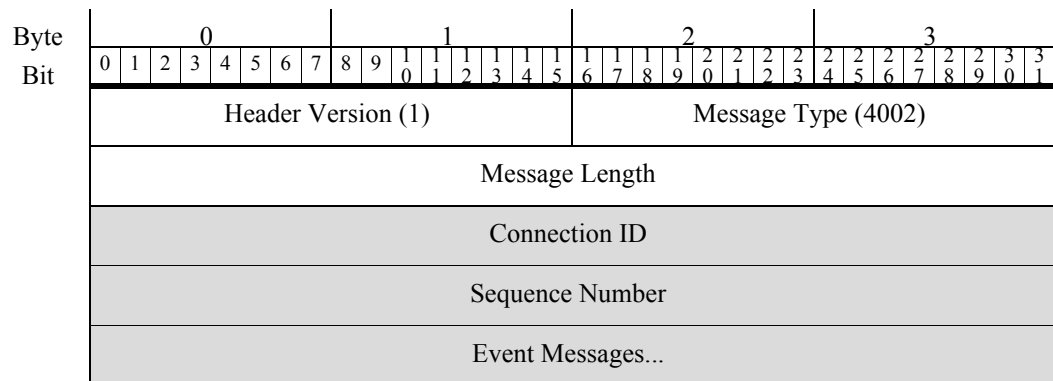 Byte 0 1 2 3
Bit 0 1 2 3 4 5 6 7 8 9 10 11 12 13 14 15 16 17 18 19 20 21 22 23 24 25 26 27 28 29 30 31
Header Version (1) Message Type (4002)
Message Length
Connection ID
Sequence Number
Event Messages...